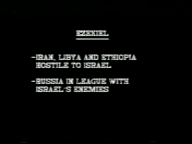 EZEKIEL
-IRAN, LIBYA AND ETHIOPIA
HOSTILE TO ISRAEL
-RUSSIA IN LEAGUE WITH
ISRAEL'S ENEMIES